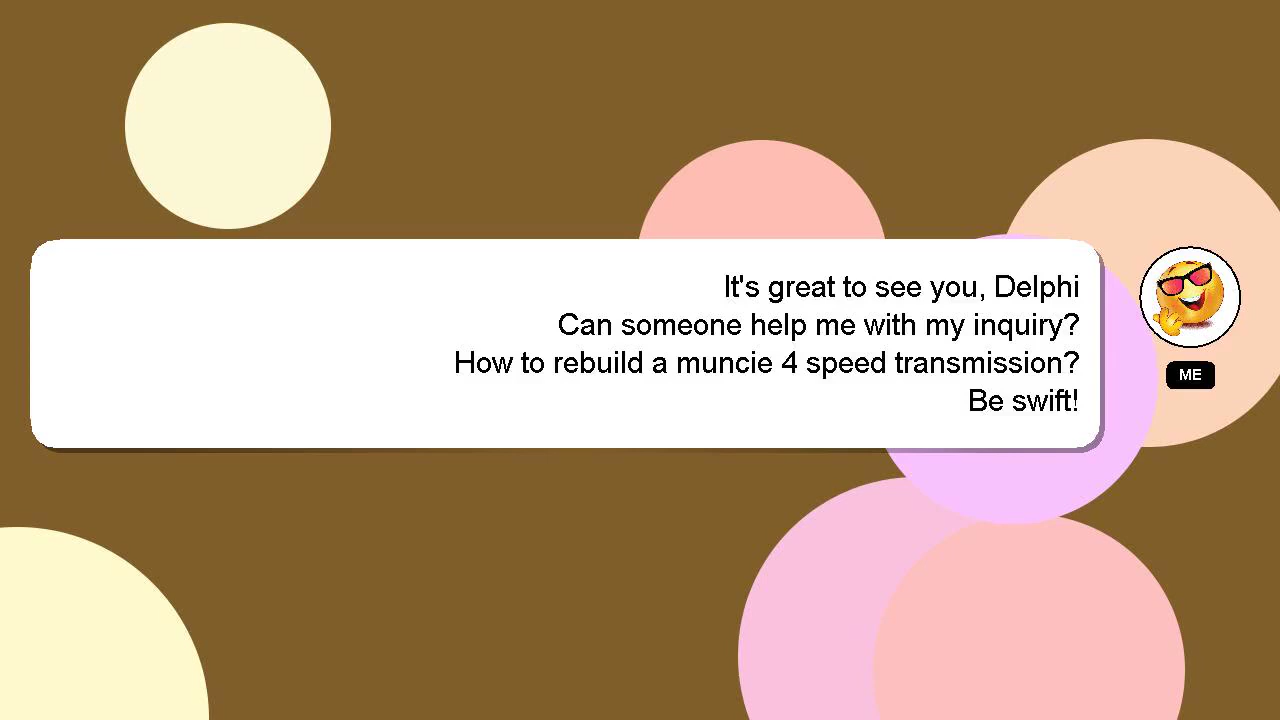 It's great to see you, Delphi
Can someone help me with my inquiry?
How to rebuild a muncie 4 speed transmission?
Be swift!
ME